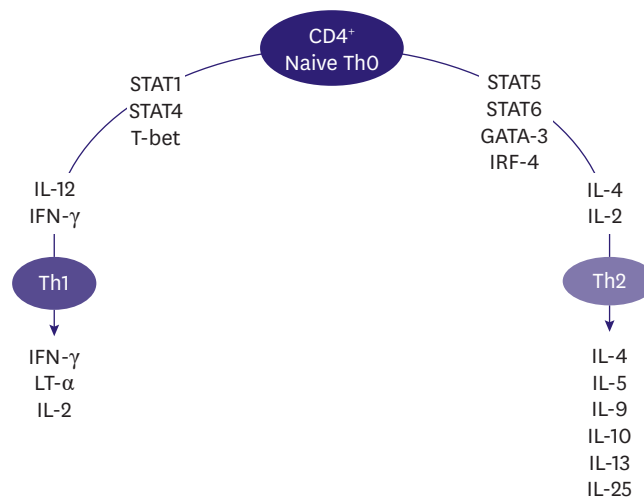 CD4⁺
Naive Th0
STAT1
STAT4
T-bet
STAT5
STAT6
GATA-3
IRF-4
IL-12
IFN-γ
IL-4
IL-2
Th1
Th2
IFN-γ
LT-α
IL-2
IL-4
IL-5
IL-9
IL-10
IL-13
IL-25